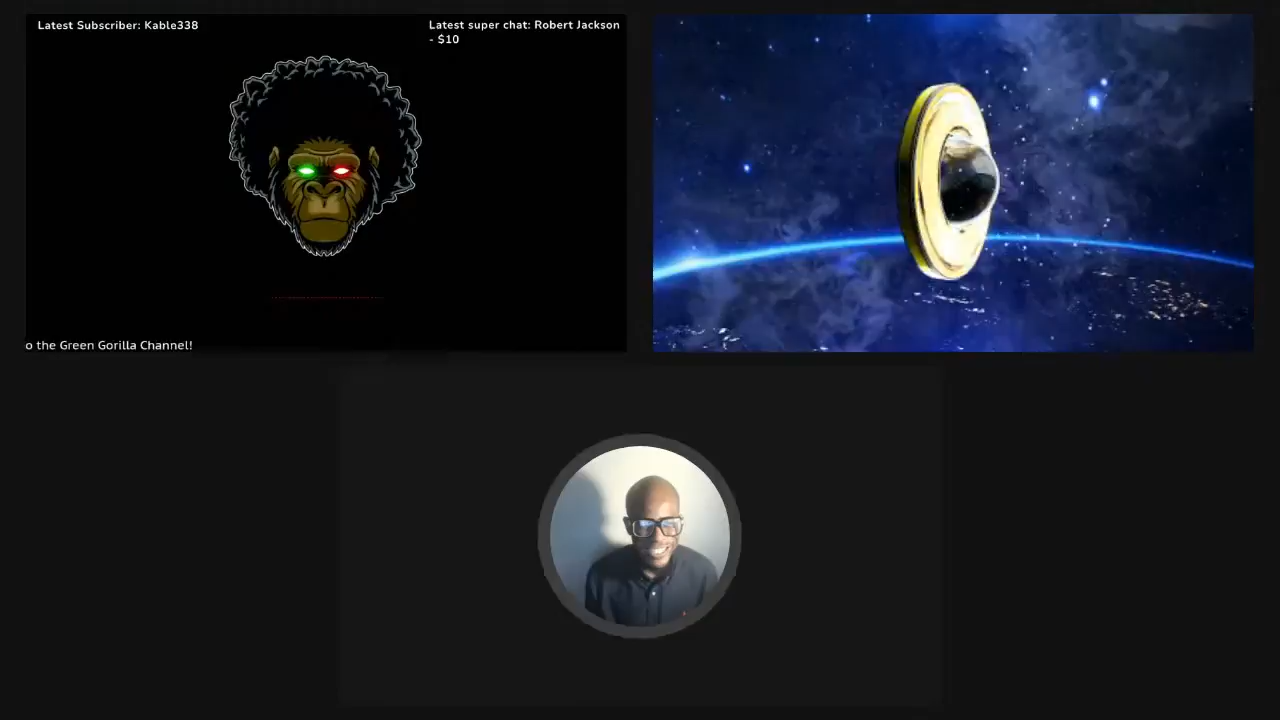 Latest Subscriber: Kable338
Latest super chat: Robert Jackson
- $10
o the Green Gorilla Channel!